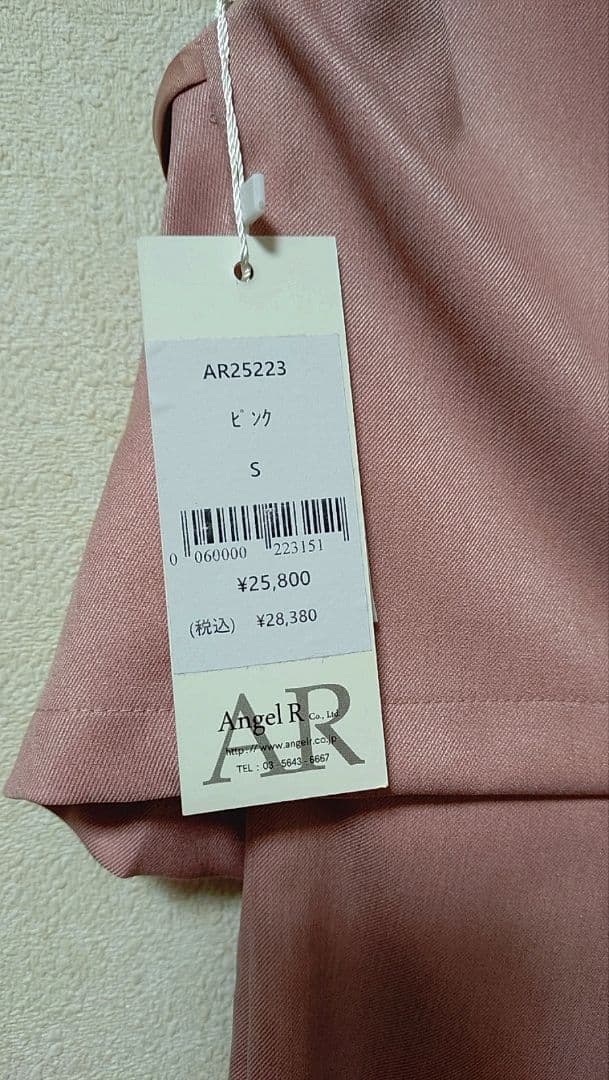 AR25223
ﾋﾟﾝｸ
S
0 060000 223151
¥25,800
(税込) ¥28,380
AR
Angel R Co., Ltd.
http://www.angelr.co.jp
TEL : 03-5643-6667